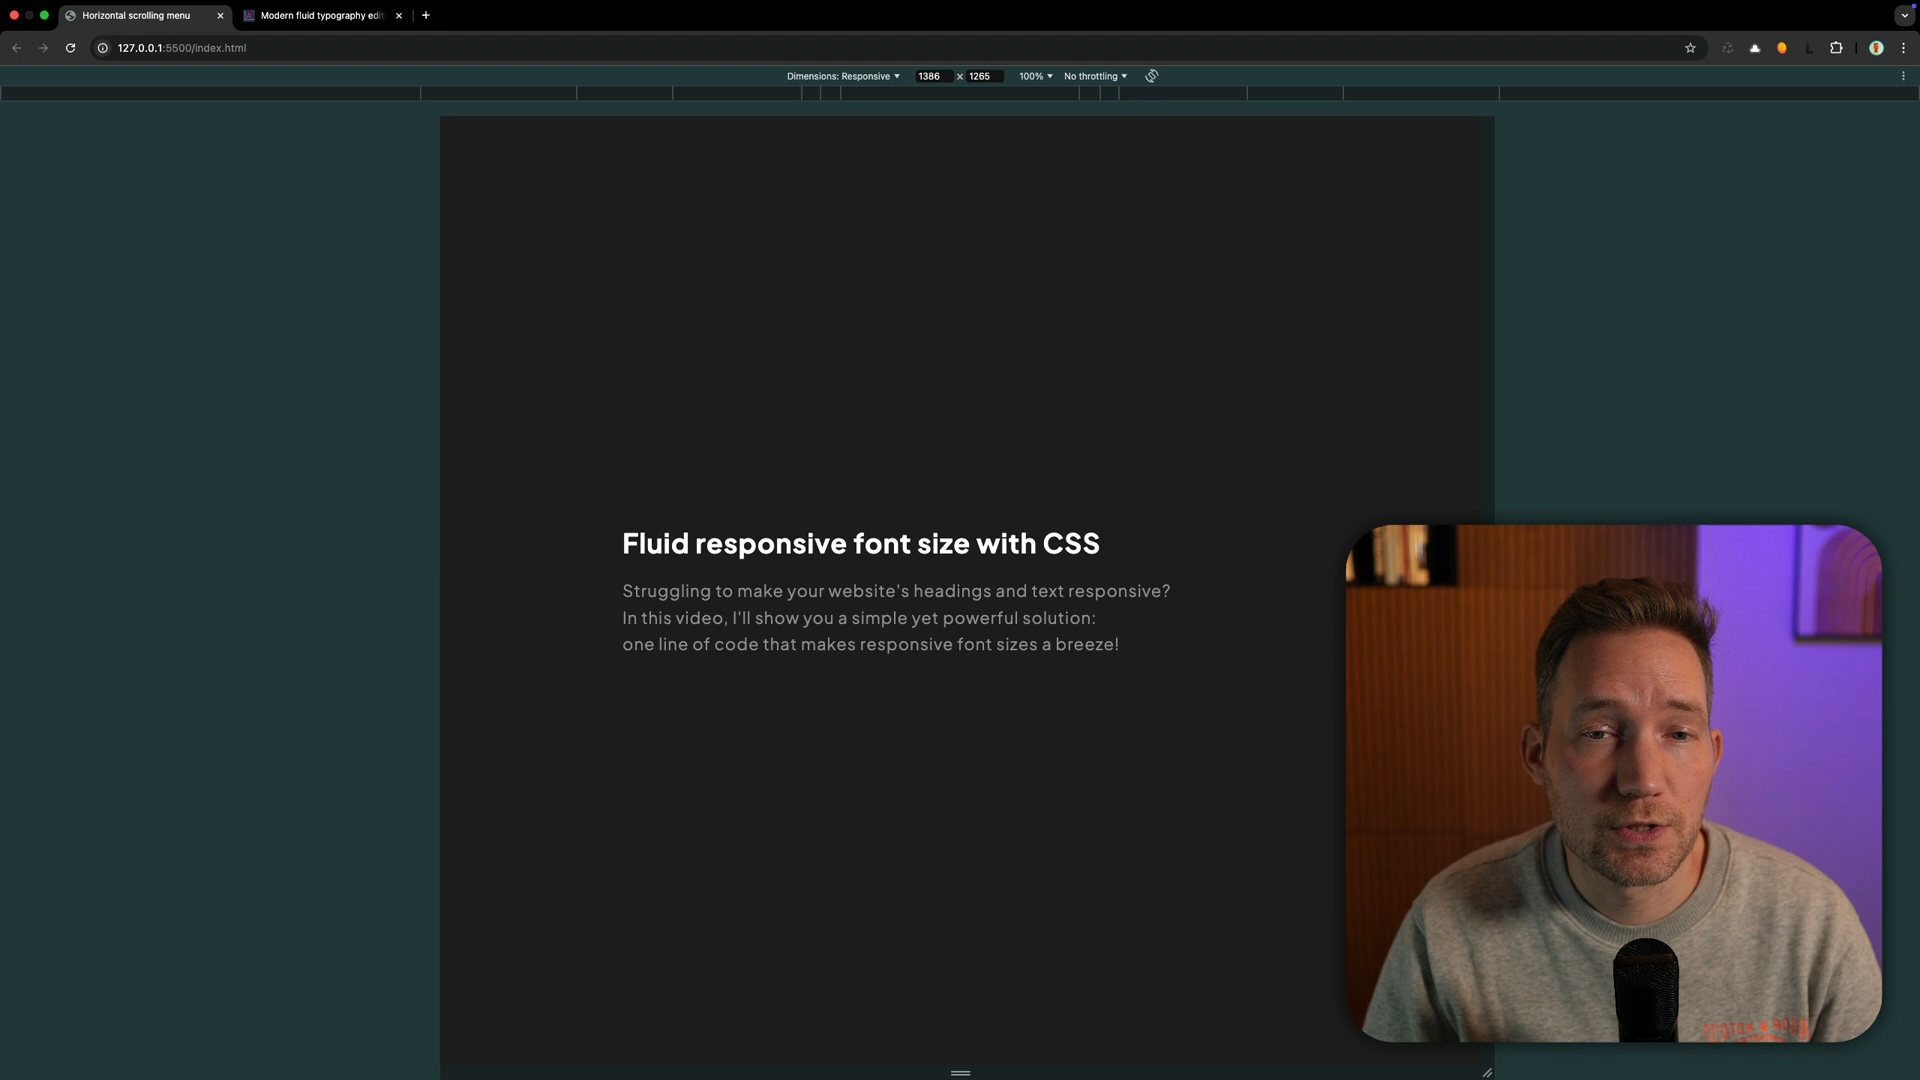 Horizontal scrolling menu
Modern fluid typography edit
127.0.0.1:5500/index.html
Dimensions: Responsive 1386 x 1265 100% No throttling
Fluid responsive font size with CSS
Struggling to make your website's headings and text responsive?
In this video, I'll show you a simple yet powerful solution:
one line of code that makes responsive font sizes a breeze!